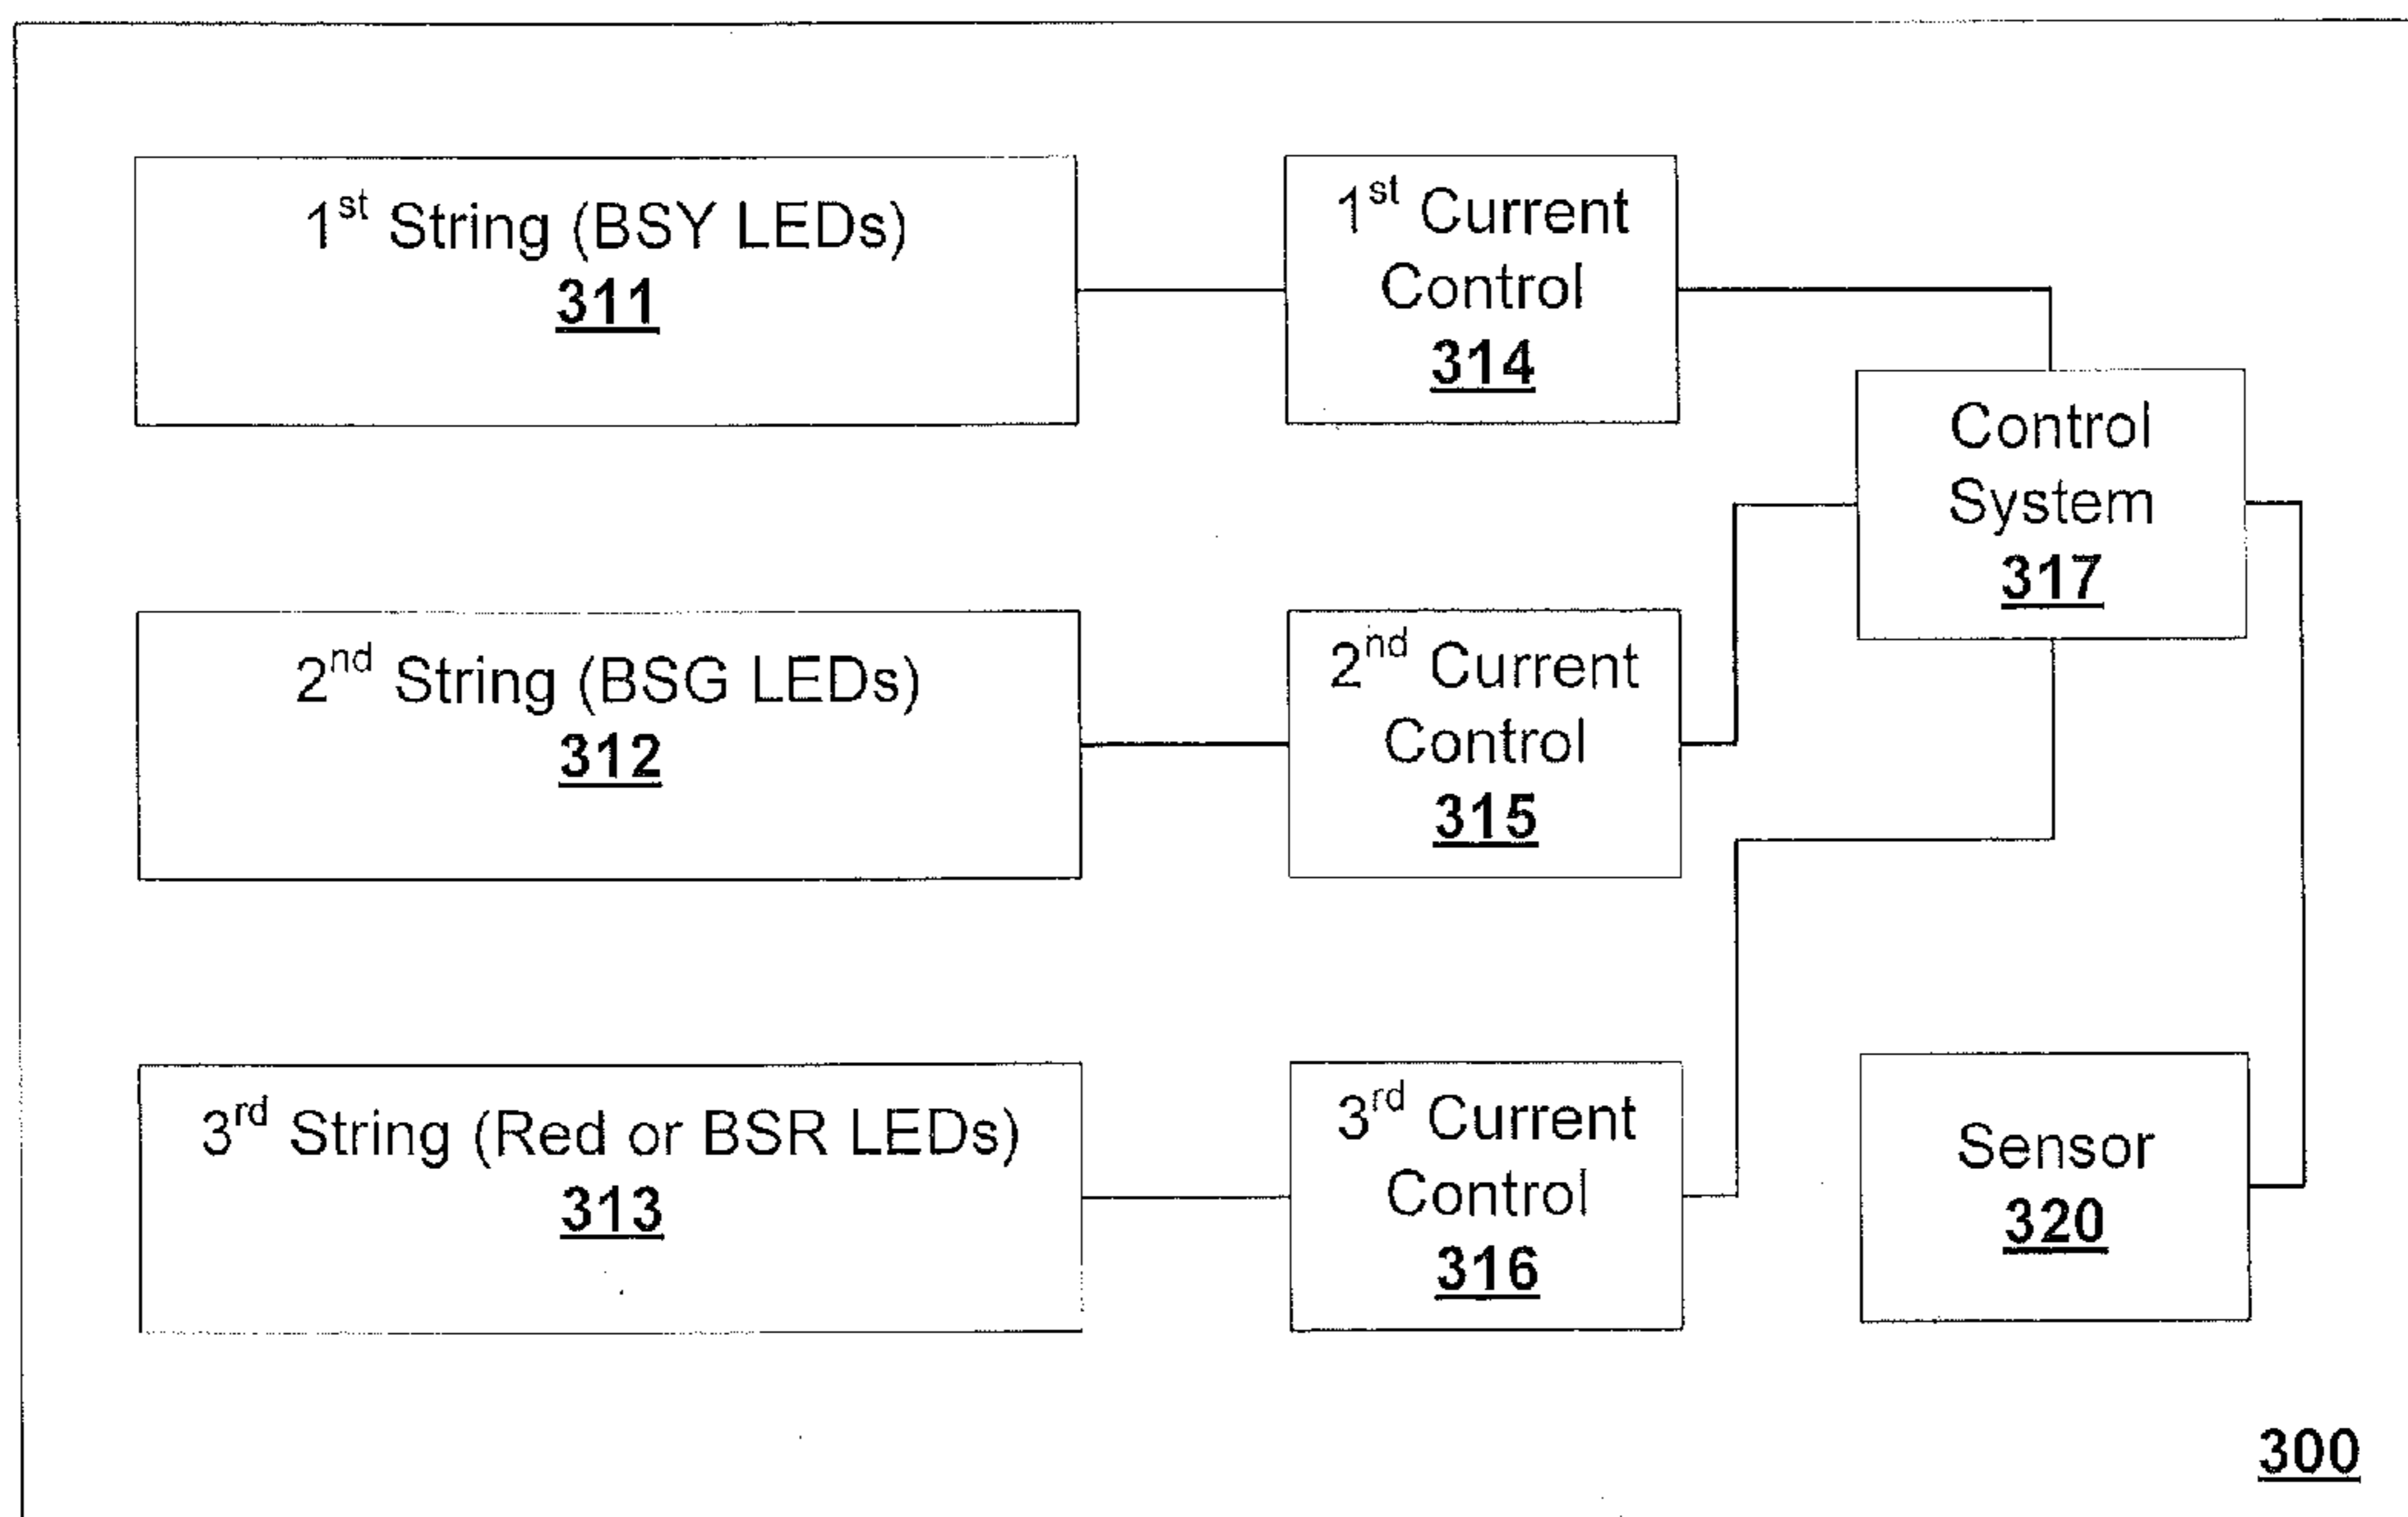 1st String (BSY LEDs)
311
1st Current
Control
314
Control
System
317
2nd String (BSG LEDs)
312
2nd Current
Control
315
3rd String (Red or BSR LEDs)
313
3rd Current
Control
316
Sensor
320
300